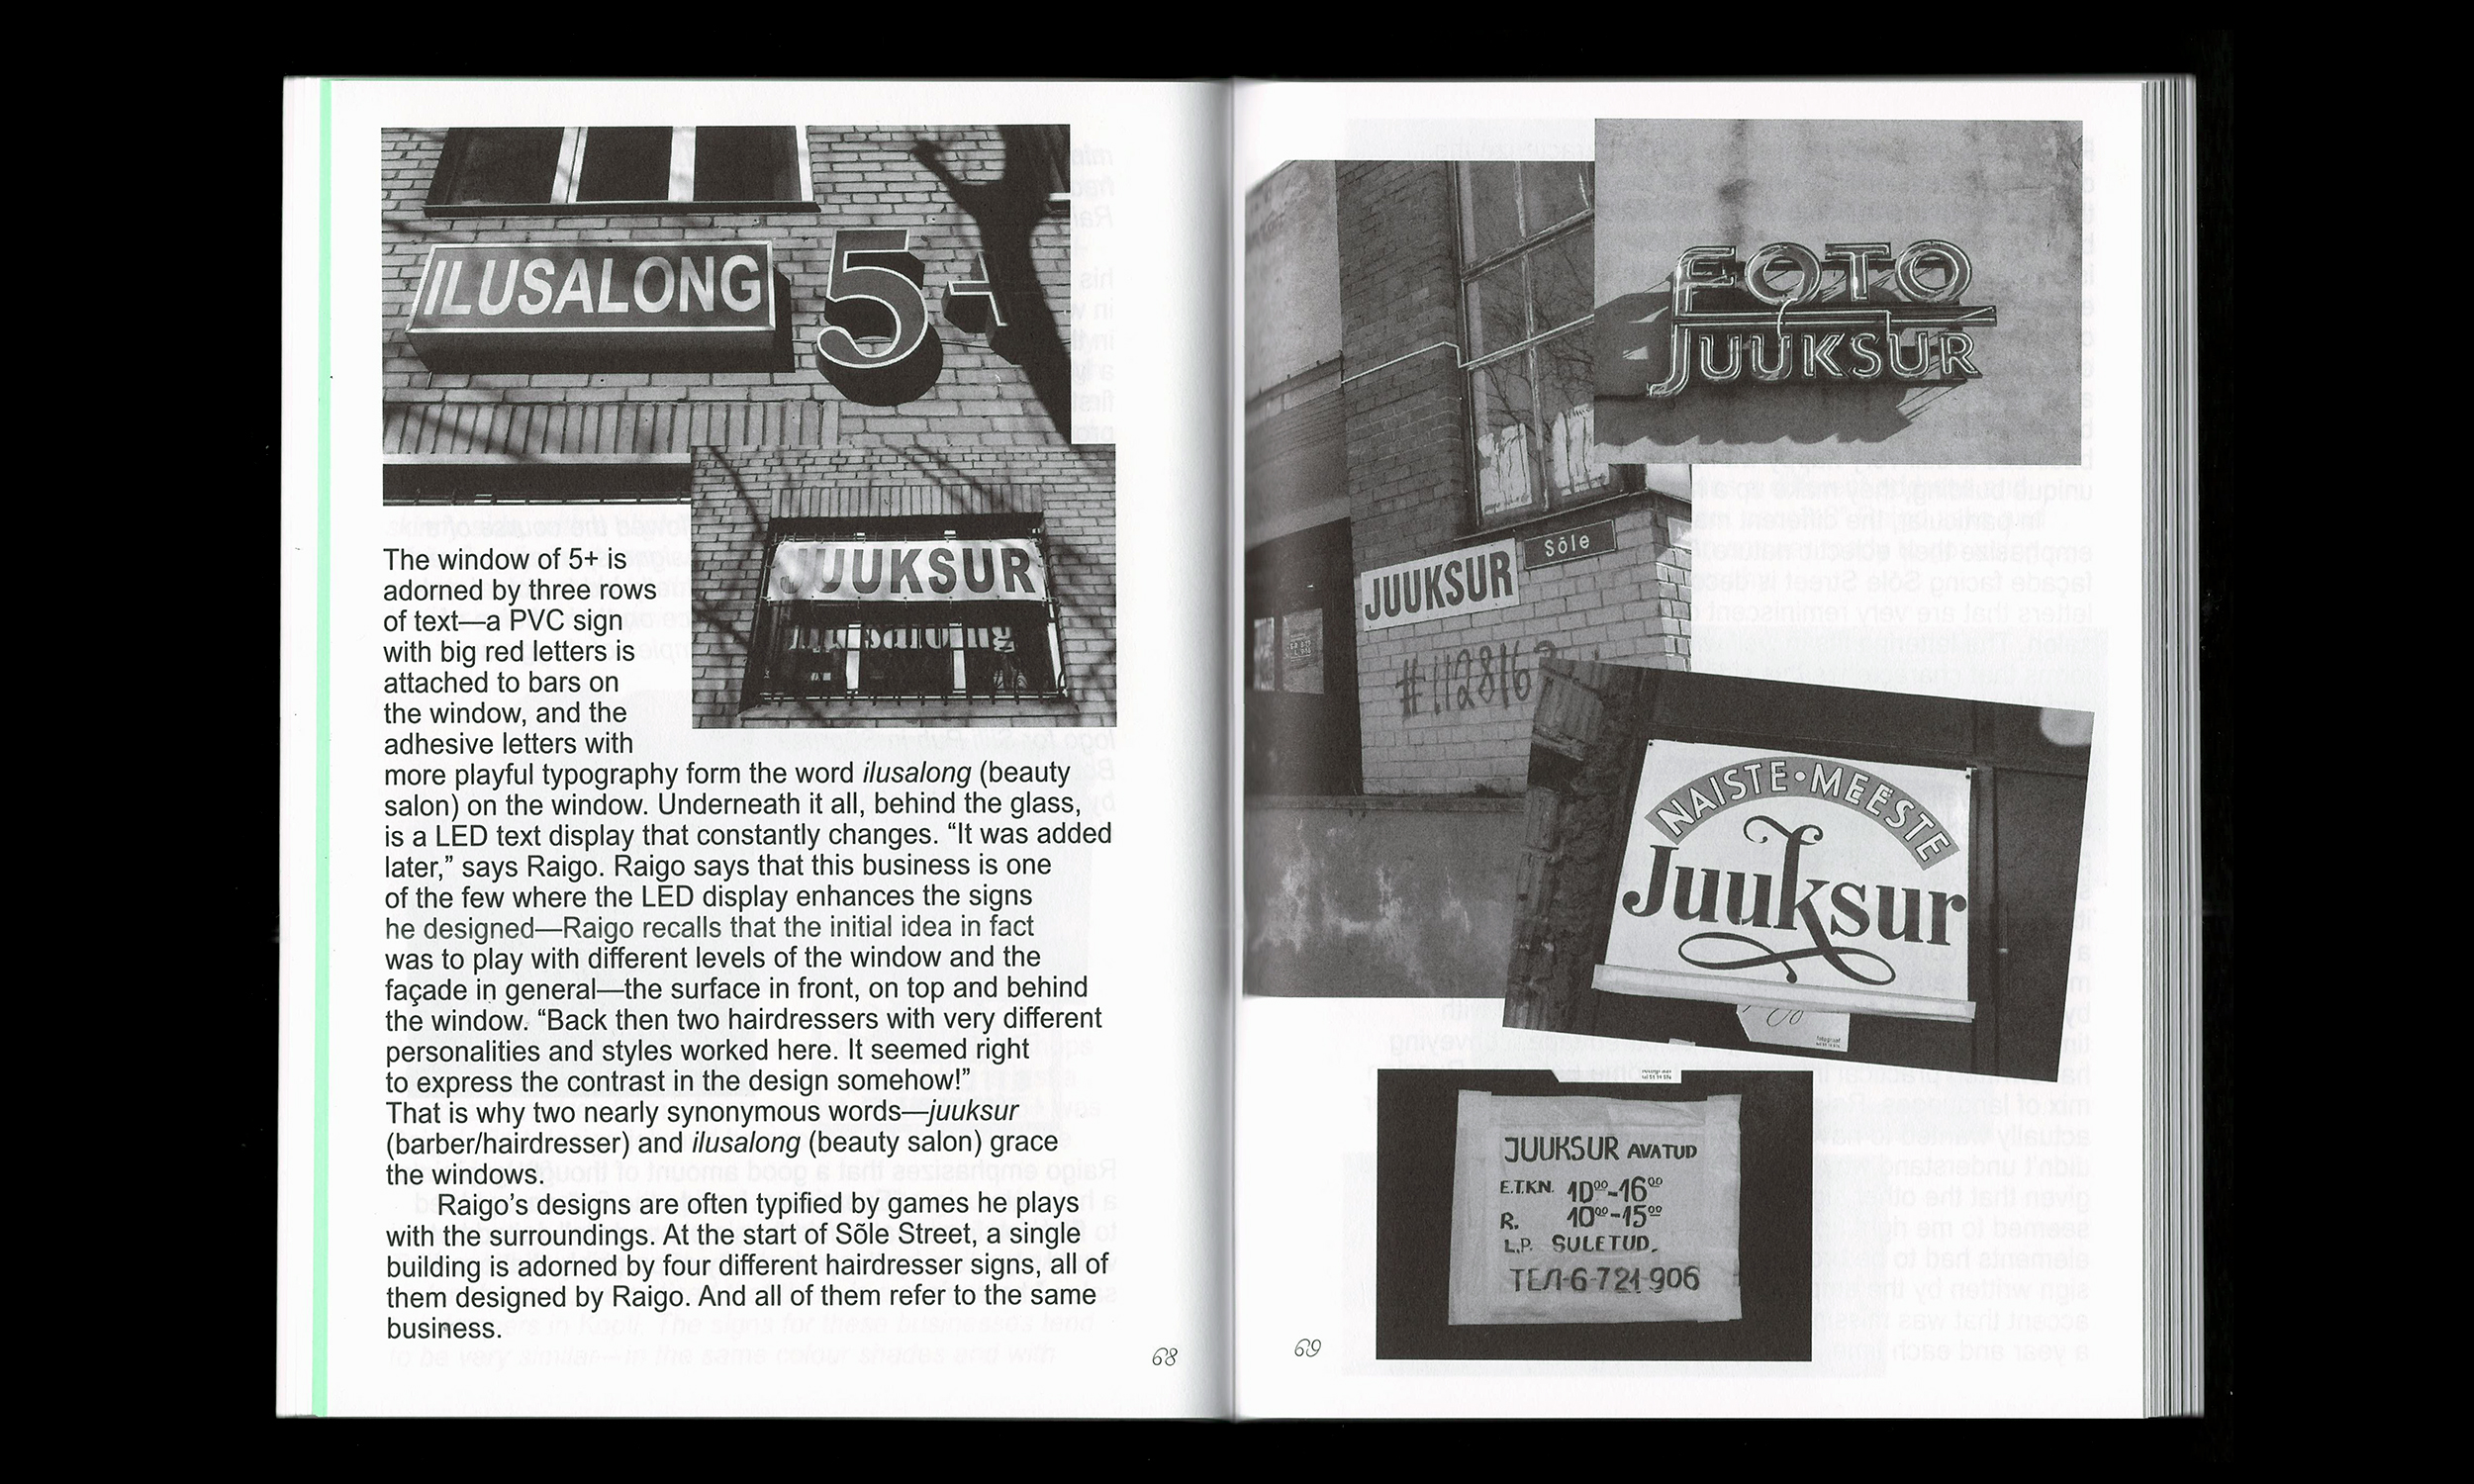 ILUSALONG 5+
JUUKSUR
ilusalong
The window of 5+ is
adorned by three rows
of text—a PVC sign
with big red letters is
attached to bars on
the window, and the
adhesive letters with
more playful typography form the word ilusalong (beauty
salon) on the window. Underneath it all, behind the glass,
is a LED text display that constantly changes. “It was added
later,” says Raigo. Raigo says that this business is one
of the few where the LED display enhances the signs
he designed—Raigo recalls that the initial idea in fact
was to play with different levels of the window and the
façade in general—the surface in front, on top and behind
the window. “Back then two hairdressers with very different
personalities and styles worked here. It seemed right
to express the contrast in the design somehow!”
That is why two nearly synonymous words—juuksur
(barber/hairdresser) and ilusalong (beauty salon) grace
the windows.
Raigo’s designs are often typified by games he plays
with the surroundings. At the start of Sõle Street, a single
building is adorned by four different hairdresser signs, all of
them designed by Raigo. And all of them refer to the same
business.
68
FOTO
JUUKSUR
Sõle
JUUKSUR
NAISTE•MEESTE
Juuksur
JUUKSUR AVATUD
E.T.K.N. 10⁰⁰-16⁰⁰
R. 10⁰⁰-15⁰⁰
L.P. SULETUD.
ТЕЛ-6-721-906
69